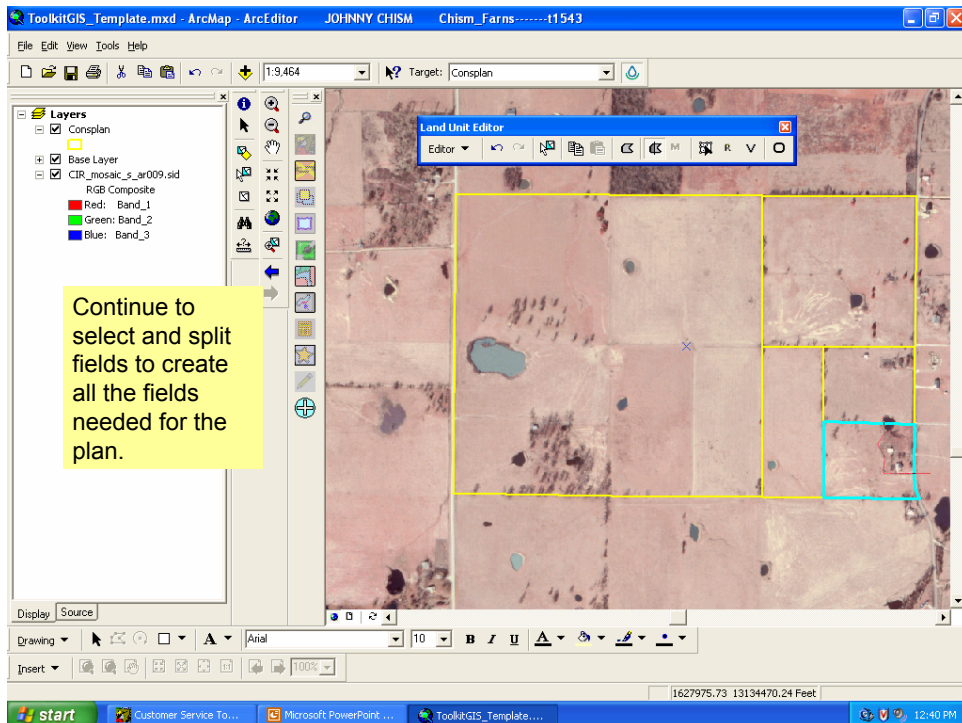 ToolkitGIS_Template.mxd - ArcMap - ArcEditor JOHNNY CHISM Chism_Farns-------t1543
File Edit View Tools Help
1:9,464
Target: Consplan
Layers
Consplan
Base Layer
CIR_mosaic_s_ar009.sid
RGB Composite
Red: Band_1
Green: Band_2
Blue: Band_3
Land Unit Editor
Editor
M
R
V
Continue to
select and split
fields to create
all the fields
needed for the
plan.
Display Source
Drawing A Arial 10 B I U A
Insert 100%
1627975.73 13134470.24 Feet
start Customer Service To... Microsoft PowerPoint ... ToolkitGIS_Template.... 12:40 PM